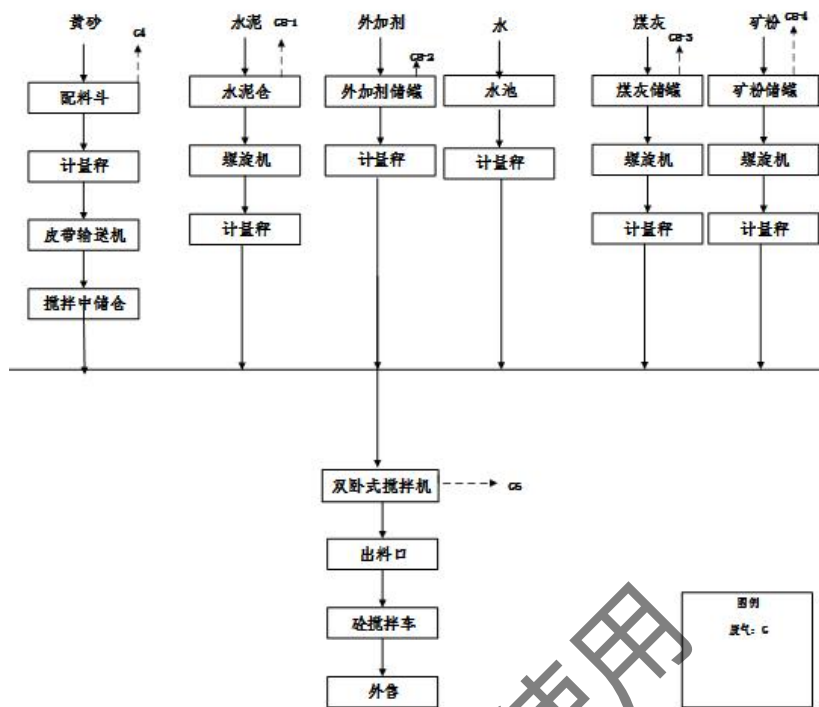 黄砂
水泥
外加剂
水
煤灰
矿粉
G4
G3-1
G3-2
G3-3
G3-4
配料斗
水泥仓
外加剂储罐
水池
煤灰储罐
矿粉储罐
计量秤
螺旋机
计量秤
计量秤
螺旋机
螺旋机
皮带输送机
计量秤
计量秤
计量秤
搅拌中储仓
双卧式搅拌机
G5
出料口
砼搅拌车
外售
图例
废气：G
使用